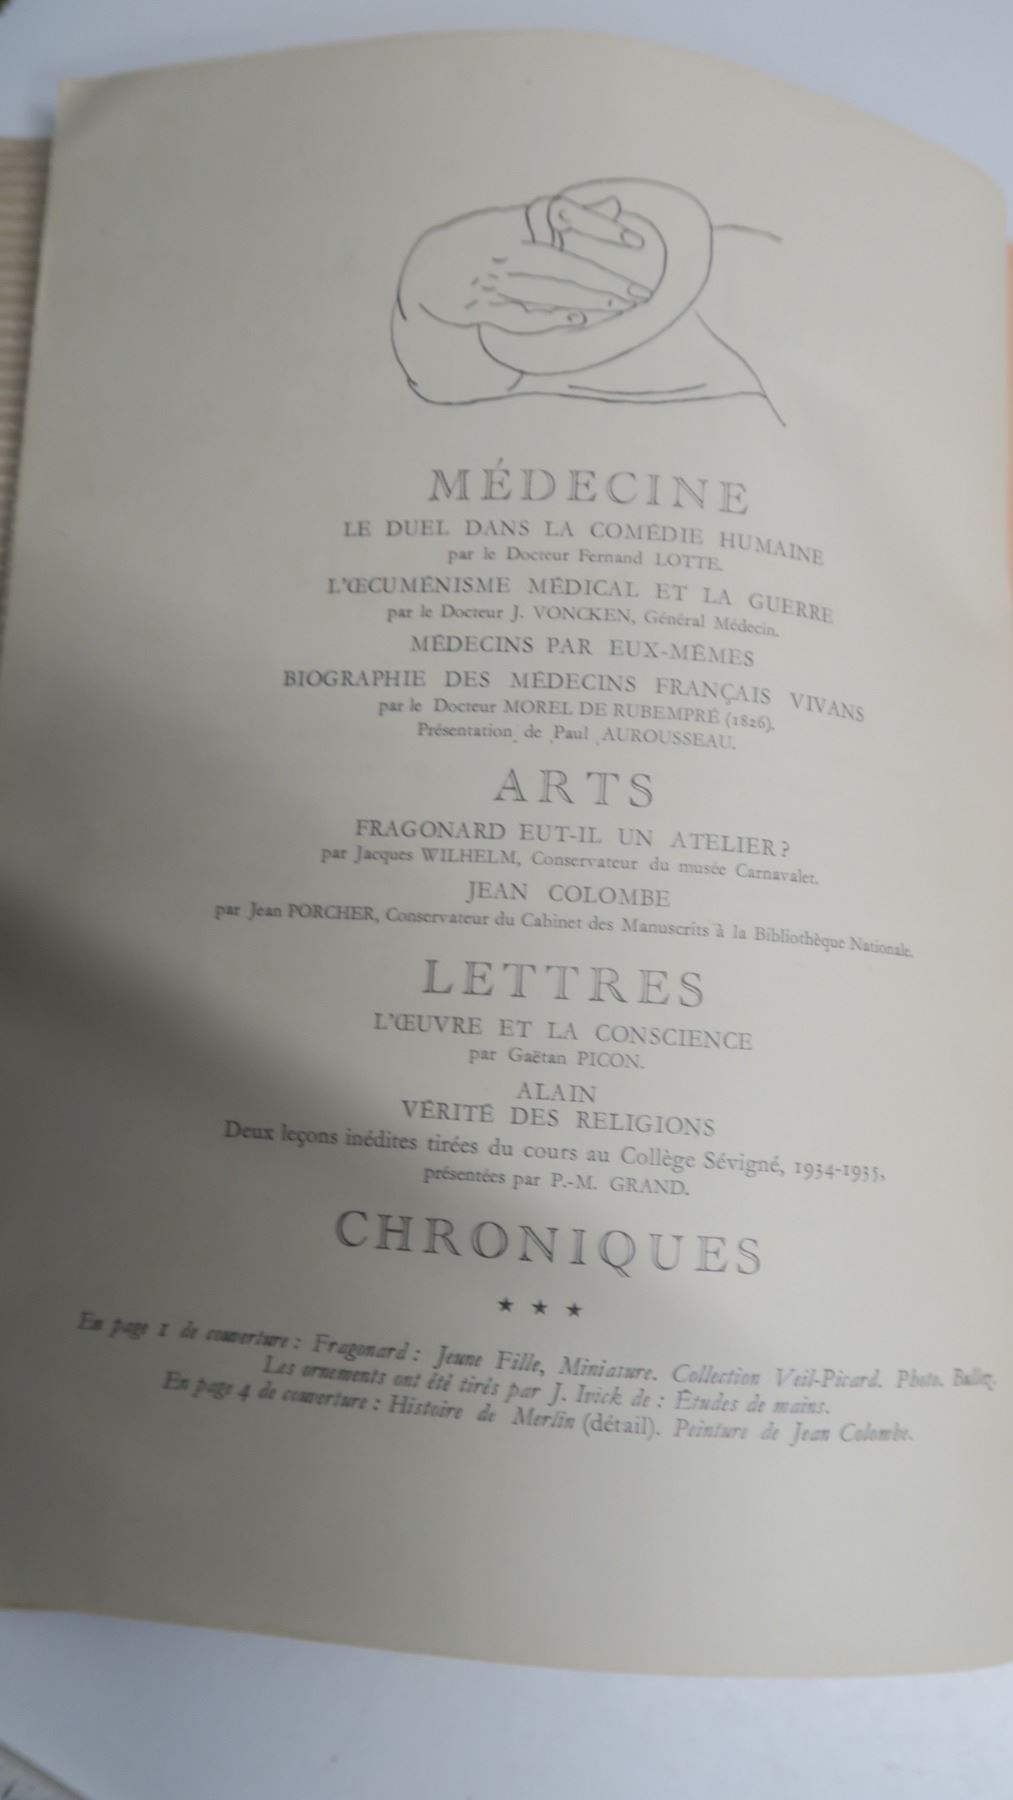 MÉDECINE
LE DUEL DANS LA COMÉDIE HUMAINE
par le Docteur Fernand LOTTE.
L'ŒCUMÉNISME MÉDICAL ET LA GUERRE
par le Docteur J. VONCKEN, Général Médecin.
MÉDECINS PAR EUX-MÊMES
BIOGRAPHIE DES MÉDECINS FRANÇAIS VIVANS
par le Docteur MOREL DE RUBEMPRÉ (1826).
Présentation de Paul AUROUSSEAU.
ARTS
FRAGONARD EUT-IL UN ATELIER ?
par Jacques WILHELM, Conservateur du musée Carnavalet.
JEAN COLOMBE
par Jean PORCHER, Conservateur du Cabinet des Manuscrits à la Bibliothèque Nationale.
LETTRES
L'ŒUVRE ET LA CONSCIENCE
par Gaëtan PICON.
ALAIN
VÉRITÉ DES RELIGIONS
Deux leçons inédites tirées du cours au Collège Sévigné, 1934-1935,
présentées par P.-M. GRAND.
CHRONIQUES
★ ★ ★
En page 1 de couverture : Fragonard : Jeune Fille, Miniature. Collection Veil-Picard. Photo. Bulloz.
Les ornements ont été tirés par J. Ivick de : Études de mains.
En page 4 de couverture : Histoire de Merlin (détail). Peinture de Jean Colombe.